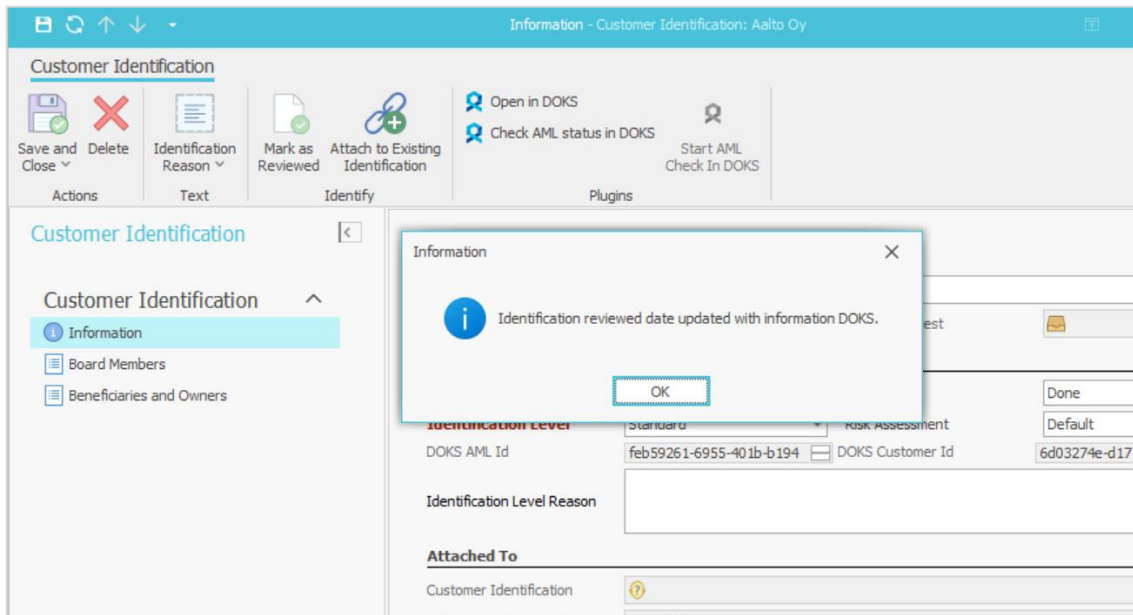 Information - Customer Identification: Aalto Oy
Customer Identification
Save and Close
Delete
Identification Reason
Mark as Reviewed
Attach to Existing Identification
Open in DOKS
Check AML status in DOKS
Start AML Check In DOKS
Actions
Text
Identify
Plugins
Customer Identification
Customer Identification
Information
Board Members
Beneficiaries and Owners
Information
Identification reviewed date updated with information DOKS.
OK
est
Done
Identification Level
Standard
Risk Assessment
Default
DOKS AML Id
feb59261-6955-401b-b194
DOKS Customer Id
6d03274e-d17
Identification Level Reason
Attached To
Customer Identification